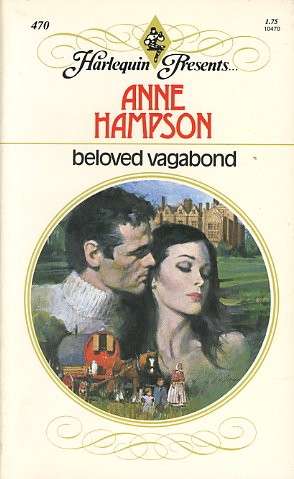 470
1.75
10470
Harlequin Presents...
ANNE
HAMPSON
beloved vagabond